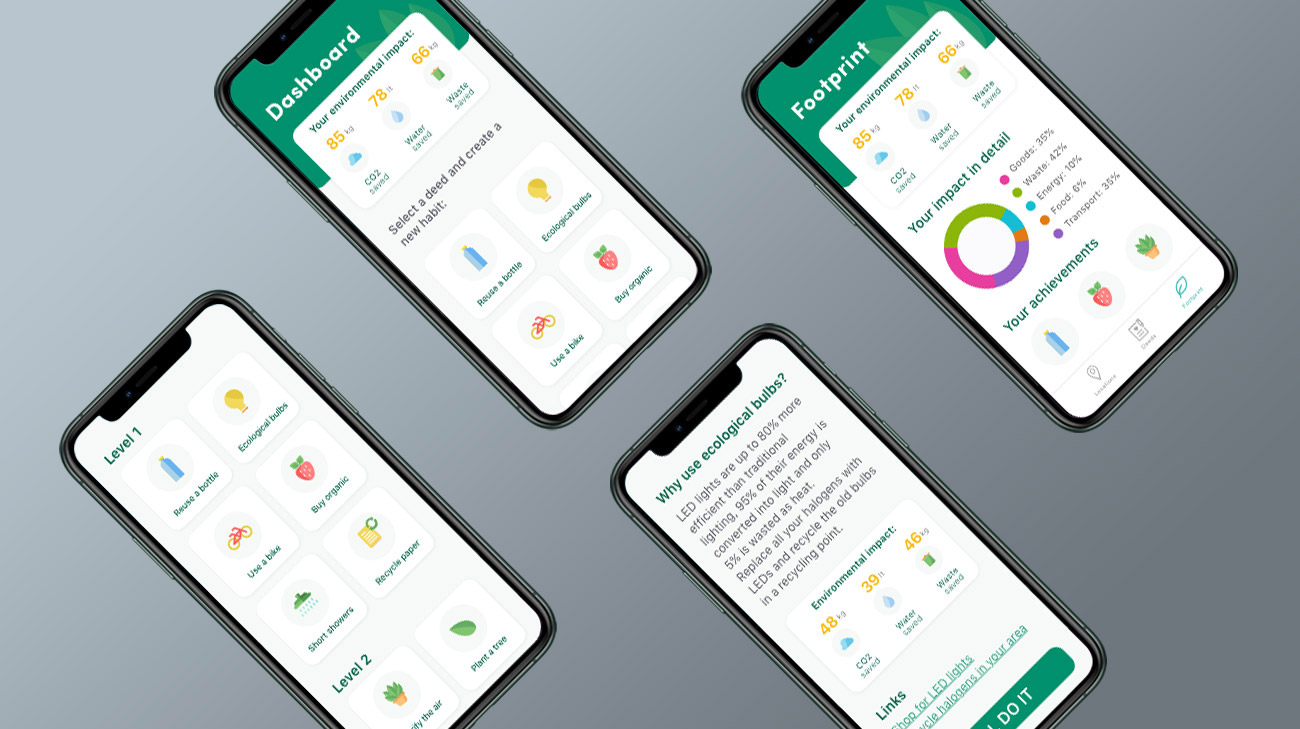 Dashboard
Your environmental impact:
85 kg
78 lt
66 kg
CO2
saved
Water
saved
Waste
saved
Select a deed and create a
new habit:
Reuse a bottle
Ecological bulbs
Use a bike
Buy organic
Footprint
Your environmental impact:
85 kg
78 lt
66 kg
CO2
saved
Water
saved
Waste
saved
Your impact in detail
Goods: 35%
Waste: 42%
Energy: 10%
Food: 6%
Transport: 35%
Your achievements
Locations
Deeds
Footprint
Level 1
Reuse a bottle
Ecological bulbs
Use a bike
Buy organic
Short showers
Recycle paper
Level 2
ify the air
Plant a tree
Why use ecological bulbs?
LED lights are up to 80% more
efficient than traditional
lighting, 95% of their energy is
converted into light and only
5% is wasted as heat.
Replace all your halogens with
LEDs and recycle the old bulbs
in a recycling point.
Environmental impact:
48 kg
39 lt
46 kg
CO2
saved
Water
saved
Waste
saved
Links
Shop for LED lights
ycle halogens in your area
DO IT